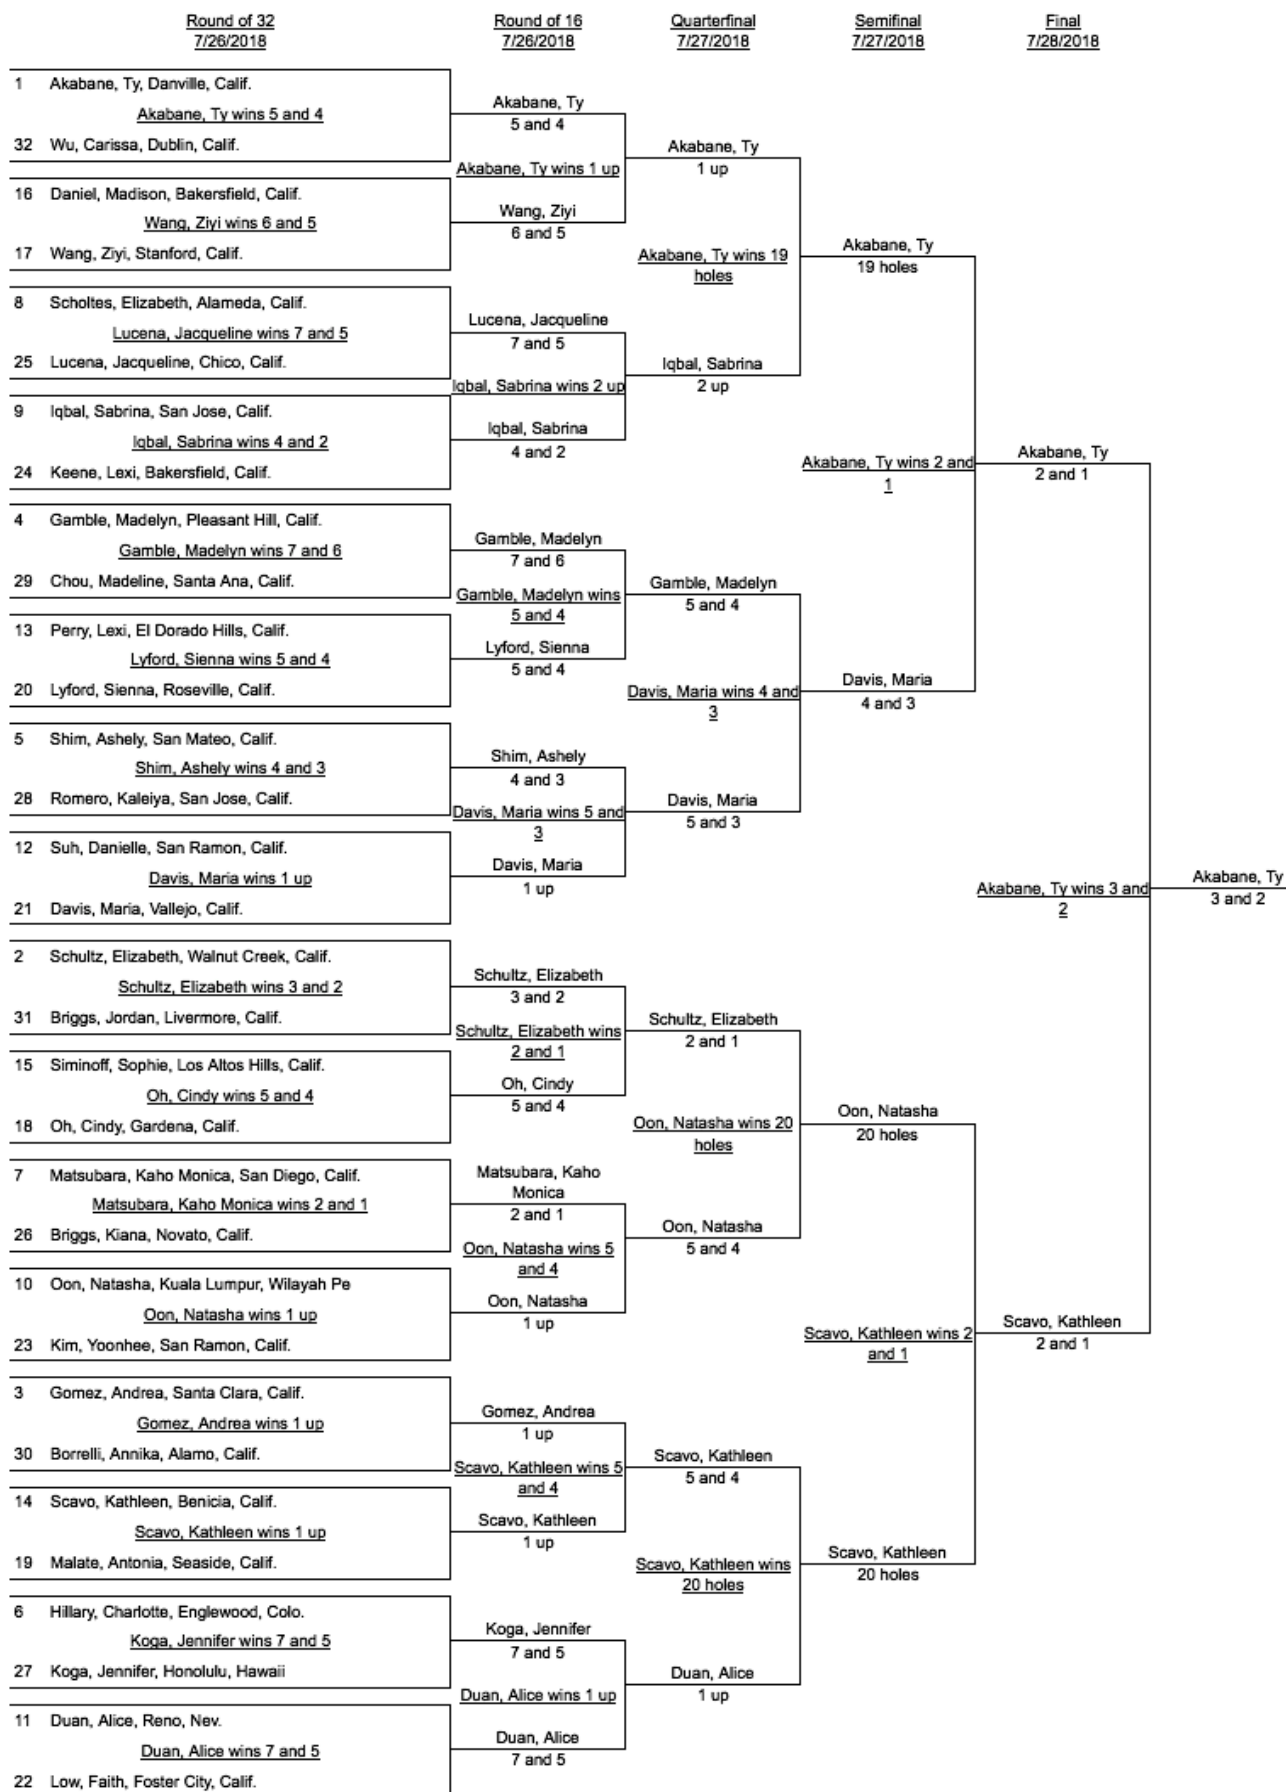 Round of 32
7/26/2018
Round of 16
7/26/2018
Quarterfinal
7/27/2018
Semifinal
7/27/2018
Final
7/28/2018
1 Akabane, Ty, Danville, Calif.
Akabane, Ty wins 5 and 4
32 Wu, Carissa, Dublin, Calif.
16 Daniel, Madison, Bakersfield, Calif.
Wang, Ziyi wins 6 and 5
17 Wang, Ziyi, Stanford, Calif.
8 Scholtes, Elizabeth, Alameda, Calif.
Lucena, Jacqueline wins 7 and 5
25 Lucena, Jacqueline, Chico, Calif.
9 Iqbal, Sabrina, San Jose, Calif.
Iqbal, Sabrina wins 4 and 2
24 Keene, Lexi, Bakersfield, Calif.
4 Gamble, Madelyn, Pleasant Hill, Calif.
Gamble, Madelyn wins 7 and 6
29 Chou, Madeline, Santa Ana, Calif.
13 Perry, Lexi, El Dorado Hills, Calif.
Lyford, Sienna wins 5 and 4
20 Lyford, Sienna, Roseville, Calif.
5 Shim, Ashely, San Mateo, Calif.
Shim, Ashely wins 4 and 3
28 Romero, Kaleiya, San Jose, Calif.
12 Suh, Danielle, San Ramon, Calif.
Davis, Maria wins 1 up
21 Davis, Maria, Vallejo, Calif.
2 Schultz, Elizabeth, Walnut Creek, Calif.
Schultz, Elizabeth wins 3 and 2
31 Briggs, Jordan, Livermore, Calif.
15 Siminoff, Sophie, Los Altos Hills, Calif.
Oh, Cindy wins 5 and 4
18 Oh, Cindy, Gardena, Calif.
7 Matsubara, Kaho Monica, San Diego, Calif.
Matsubara, Kaho Monica wins 2 and 1
26 Briggs, Kiana, Novato, Calif.
10 Oon, Natasha, Kuala Lumpur, Wilayah Pe
Oon, Natasha wins 1 up
23 Kim, Yoonhee, San Ramon, Calif.
3 Gomez, Andrea, Santa Clara, Calif.
Gomez, Andrea wins 1 up
30 Borrelli, Annika, Alamo, Calif.
14 Scavo, Kathleen, Benicia, Calif.
Scavo, Kathleen wins 1 up
19 Malate, Antonia, Seaside, Calif.
6 Hillary, Charlotte, Englewood, Colo.
Koga, Jennifer wins 7 and 5
27 Koga, Jennifer, Honolulu, Hawaii
11 Duan, Alice, Reno, Nev.
Duan, Alice wins 7 and 5
22 Low, Faith, Foster City, Calif.
Akabane, Ty
5 and 4
Akabane, Ty wins 1 up
Wang, Ziyi
6 and 5
Lucena, Jacqueline
7 and 5
Iqbal, Sabrina wins 2 up
Iqbal, Sabrina
4 and 2
Gamble, Madelyn
7 and 6
Gamble, Madelyn wins
5 and 4
Lyford, Sienna
5 and 4
Shim, Ashely
4 and 3
Davis, Maria wins 5 and
3
Davis, Maria
1 up
Schultz, Elizabeth
3 and 2
Schultz, Elizabeth wins
2 and 1
Oh, Cindy
5 and 4
Matsubara, Kaho
Monica
2 and 1
Oon, Natasha wins 5
and 4
Oon, Natasha
1 up
Gomez, Andrea
1 up
Scavo, Kathleen wins 5
and 4
Scavo, Kathleen
1 up
Koga, Jennifer
7 and 5
Duan, Alice wins 1 up
Duan, Alice
7 and 5
Akabane, Ty
1 up
Akabane, Ty wins 19
holes
Iqbal, Sabrina
2 up
Gamble, Madelyn
5 and 4
Davis, Maria wins 4 and
3
Davis, Maria
5 and 3
Schultz, Elizabeth
2 and 1
Oon, Natasha wins 20
holes
Oon, Natasha
5 and 4
Scavo, Kathleen
5 and 4
Scavo, Kathleen wins
20 holes
Duan, Alice
1 up
Akabane, Ty
19 holes
Akabane, Ty wins 2 and
1
Davis, Maria
4 and 3
Oon, Natasha
20 holes
Scavo, Kathleen wins 2
and 1
Scavo, Kathleen
20 holes
Akabane, Ty
2 and 1
Akabane, Ty wins 3 and
2
Scavo, Kathleen
2 and 1
Akabane, Ty
3 and 2